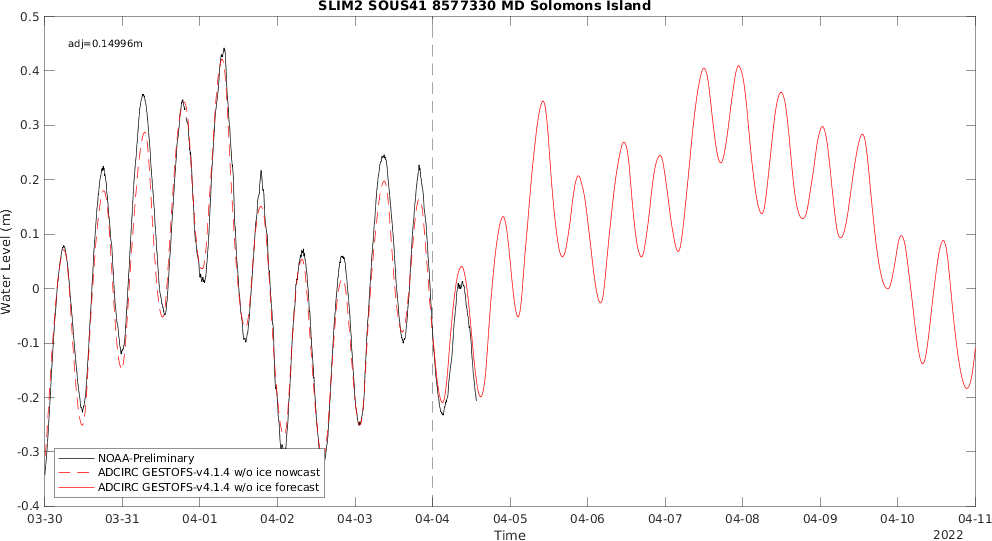 SLIM2 SOUS41 8577330 MD Solomons Island
adj=0.14996m
Water Level (m)
0.5
0.4
0.3
0.2
0.1
0
-0.1
-0.2
-0.3
-0.4
NOAA-Preliminary
ADCIRC GESTOFS-v4.1.4 w/o ice nowcast
ADCIRC GESTOFS-v4.1.4 w/o ice forecast
03-30 03-31 04-01 04-02 04-03 04-04 04-05 04-06 04-07 04-08 04-09 04-10 04-11
Time
2022